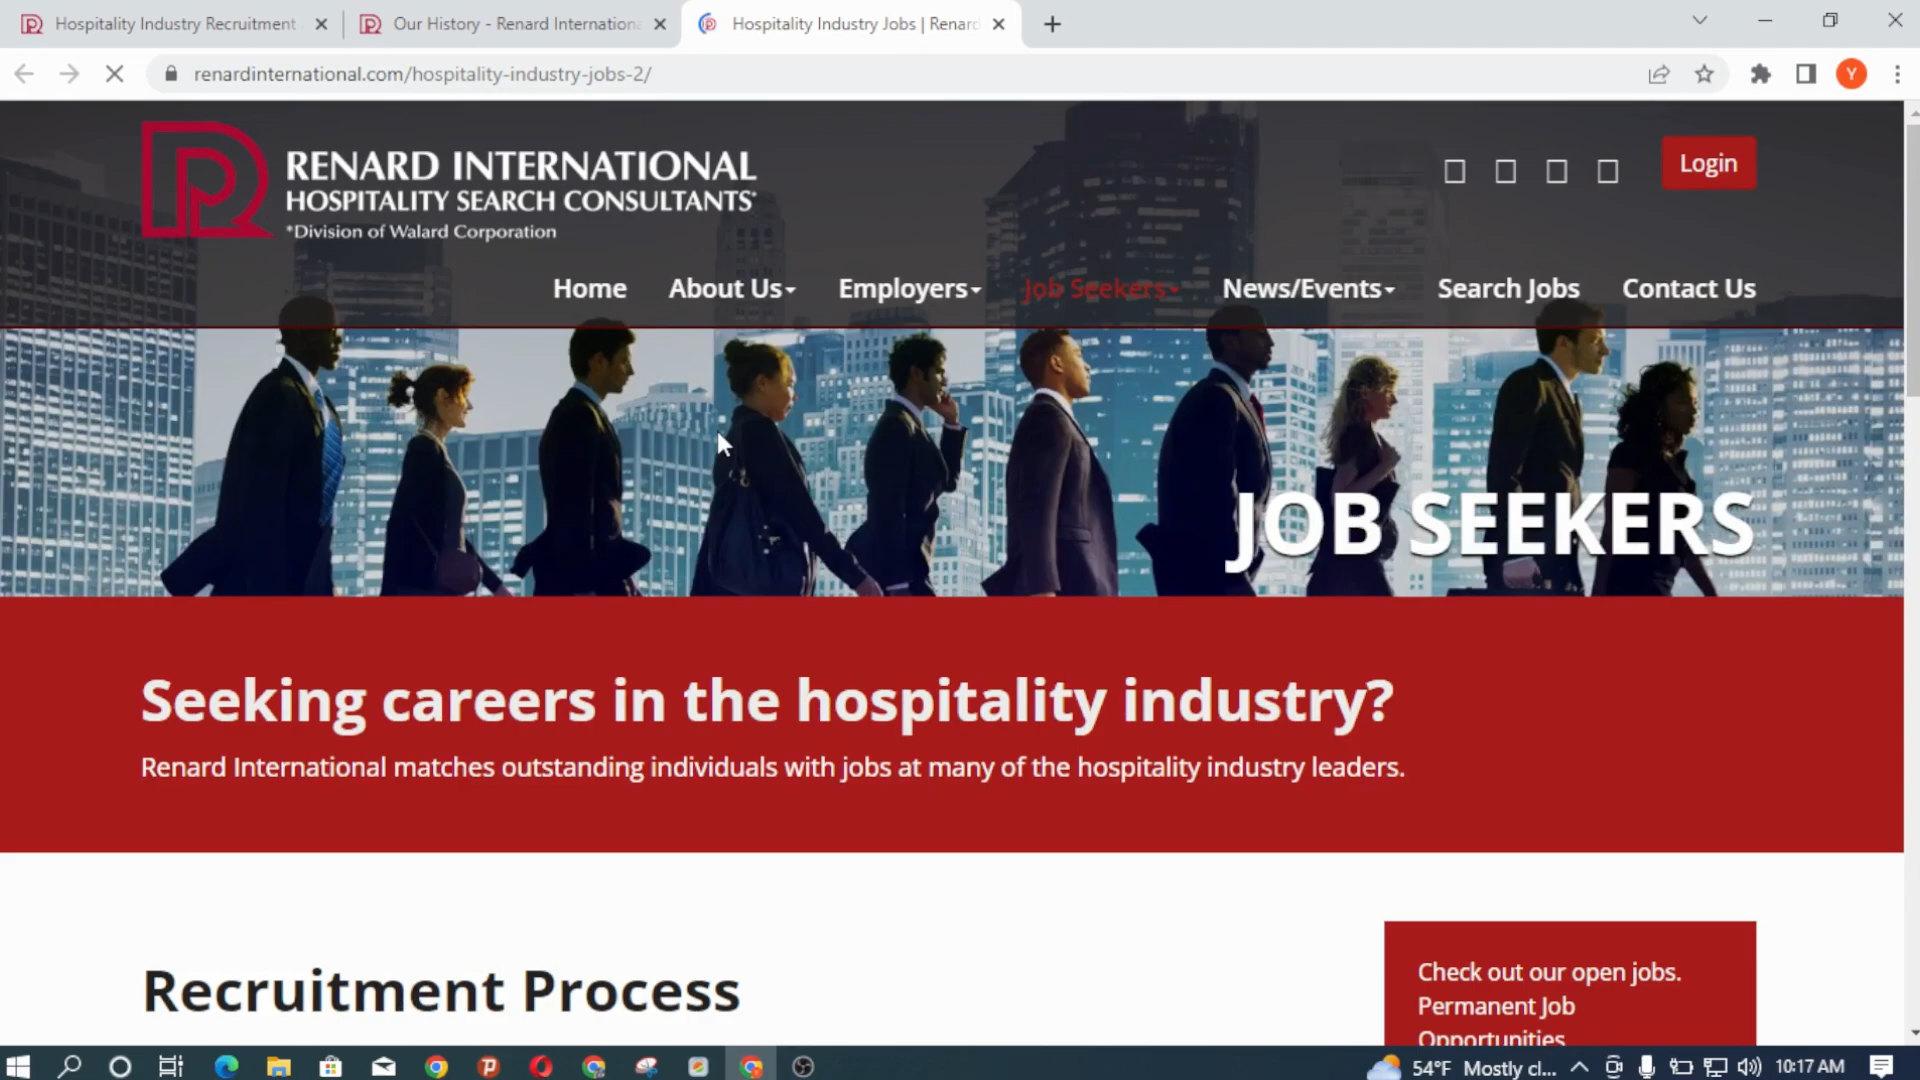 Hospitality Industry Recruitment
Our History - Renard Internationa
Hospitality Industry Jobs | Renard
renardinternational.com/hospitality-industry-jobs-2/
Y
RENARD INTERNATIONAL
HOSPITALITY SEARCH CONSULTANTS*
*Division of Walard Corporation
Login
Home
About Us
Employers
Job Seekers
News/Events
Search Jobs
Contact Us
JOB SEEKERS
Seeking careers in the hospitality industry?
Renard International matches outstanding individuals with jobs at many of the hospitality industry leaders.
Recruitment Process
Check out our open jobs.
Permanent Job
Opportunities
54°F Mostly cl...
10:17 AM